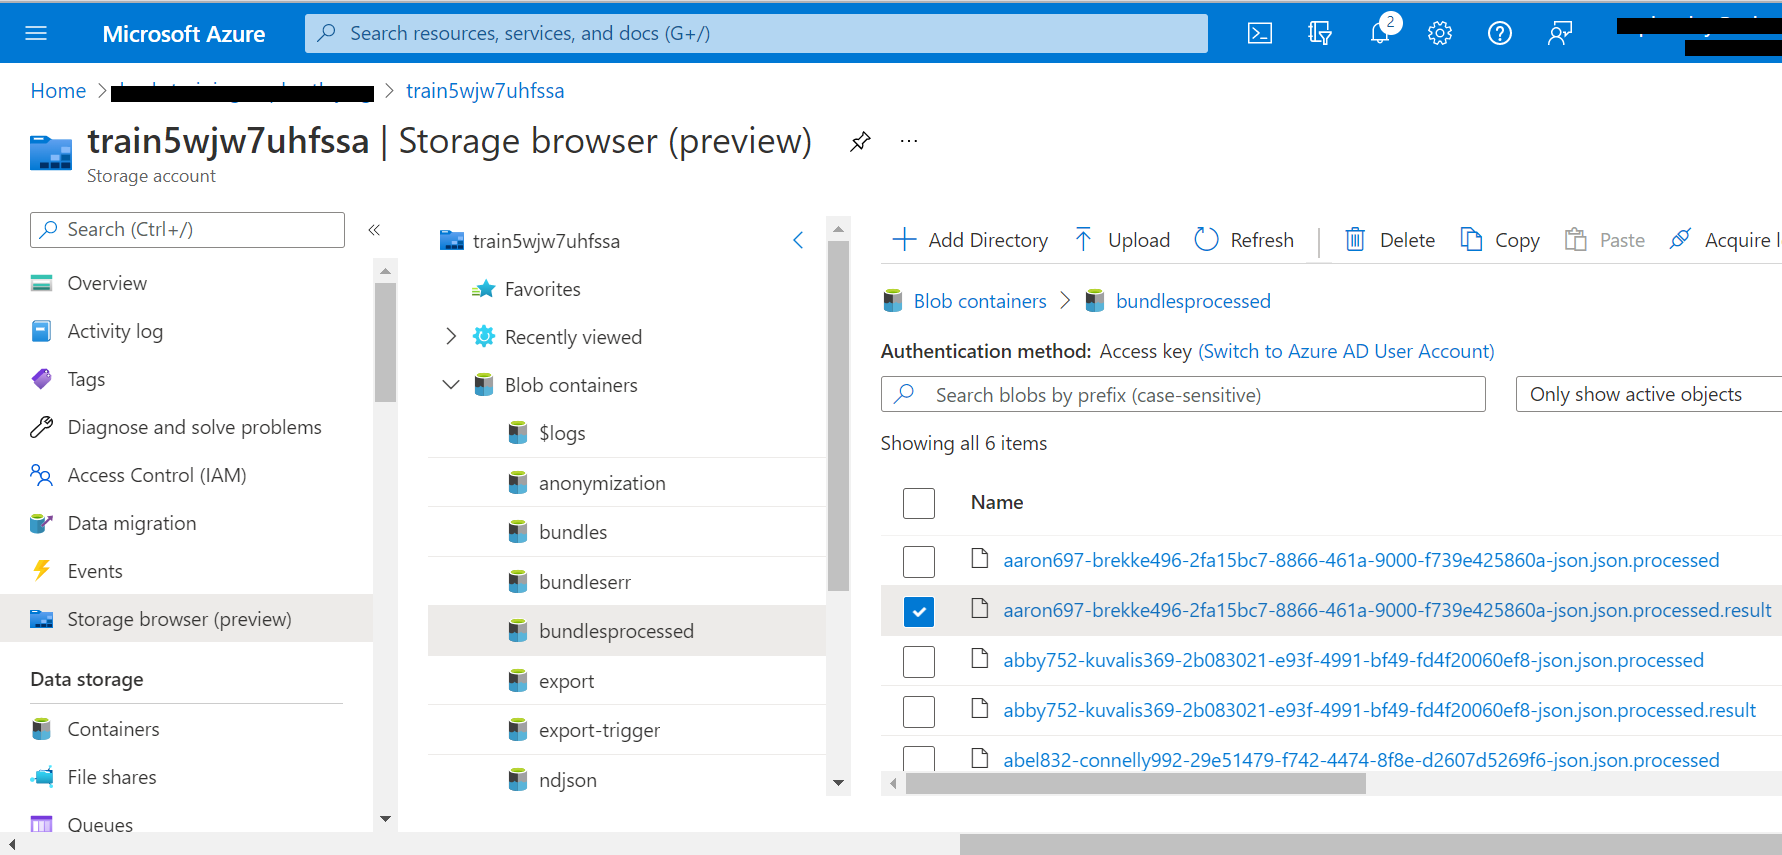 Microsoft Azure
Search resources, services, and docs (G+/)
2
Home
train5wjw7uhfssa
train5wjw7uhfssa | Storage browser (preview)
...
Storage account
Search (Ctrl+/)
«
Overview
Activity log
Tags
Diagnose and solve problems
Access Control (IAM)
Data migration
Events
Storage browser (preview)
Data storage
Containers
File shares
Queues
train5wjw7uhfssa
Favorites
Recently viewed
Blob containers
$logs
anonymization
bundles
bundleserr
bundlesprocessed
export
export-trigger
ndjson
Add Directory
Upload
Refresh
Delete
Copy
Paste
Acquire
Blob containers
bundlesprocessed
Authentication method: Access key (Switch to Azure AD User Account)
Search blobs by prefix (case-sensitive)
Only show active objects
Showing all 6 items
Name
aaron697-brekke496-2fa15bc7-8866-461a-9000-f739e425860a-json.json.processed
aaron697-brekke496-2fa15bc7-8866-461a-9000-f739e425860a-json.json.processed.result
abby752-kuvalis369-2b083021-e93f-4991-bf49-fd4f20060ef8-json.json.processed
abby752-kuvalis369-2b083021-e93f-4991-bf49-fd4f20060ef8-json.json.processed.result
abel832-connelly992-29e51479-f742-4474-8f8e-d2607d5269f6-json.json.processed